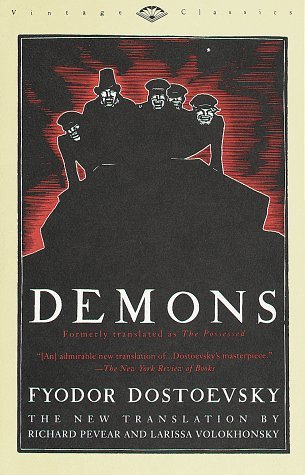 Vintage Classics
DEMONS
Formerly translated as The Possessed
"[An] admirable new translation of...Dostoevsky's masterpiece."
—The New York Review of Books
FYODOR DOSTOEVSKY
THE NEW TRANSLATION BY
RICHARD PEVEAR AND LARISSA VOLOKHONSKY